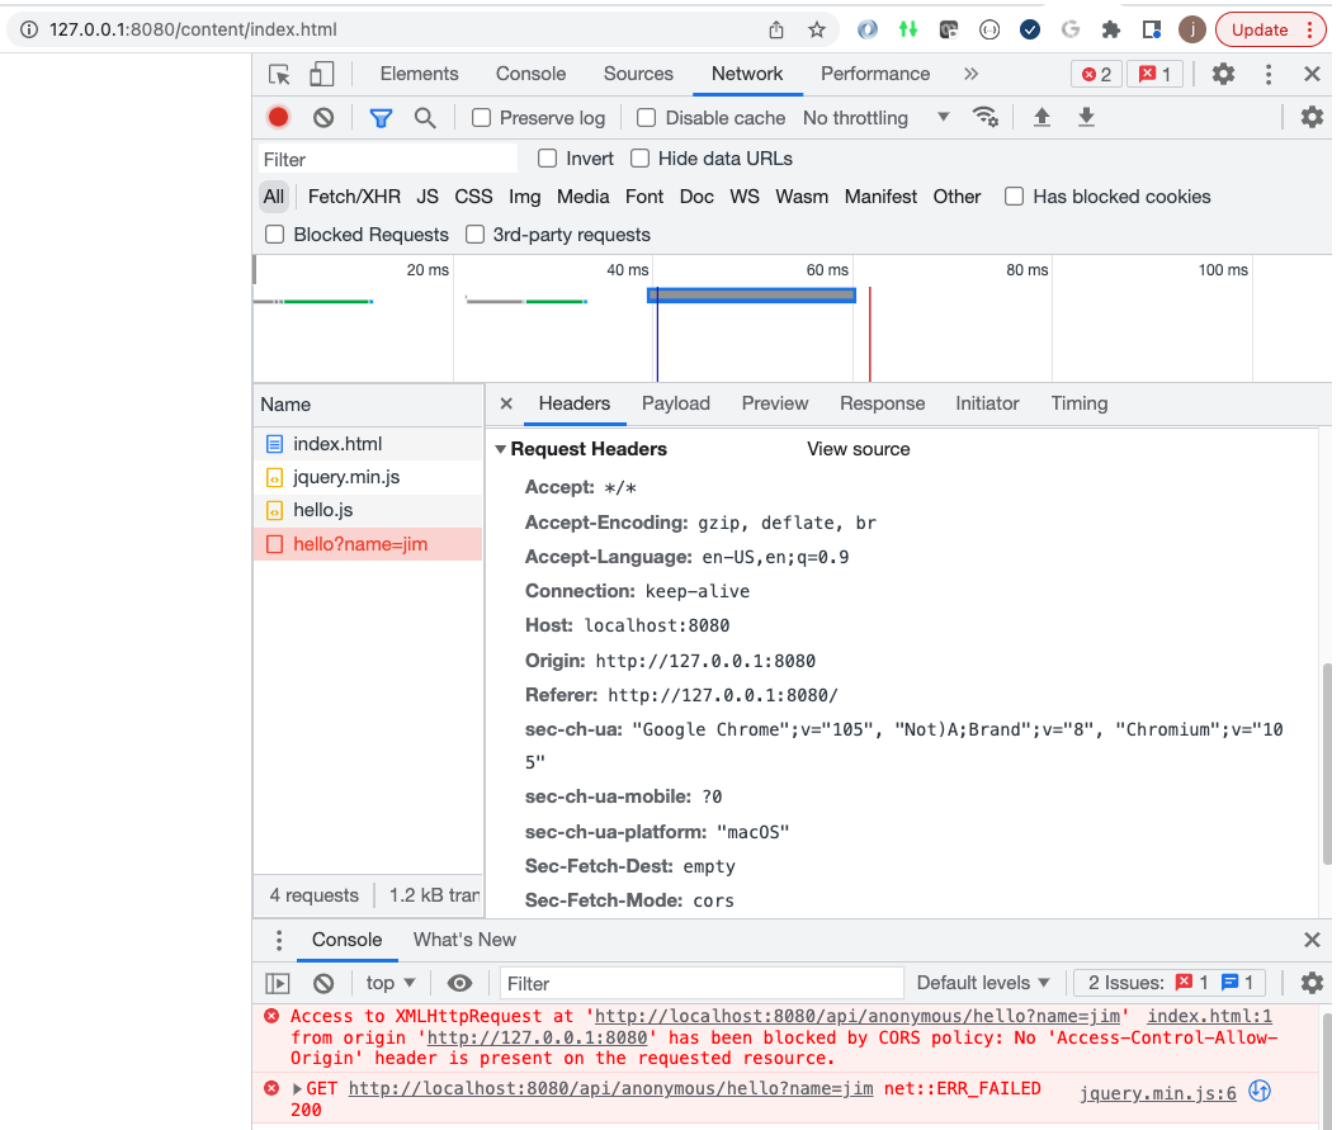 127.0.0.1:8080/content/index.html
j
Update
Elements Console Sources Network Performance » 2 1
Preserve log Disable cache No throttling
Filter Invert Hide data URLs
All Fetch/XHR JS CSS Img Media Font Doc WS Wasm Manifest Other Has blocked cookies
Blocked Requests 3rd-party requests
20 ms 40 ms 60 ms 80 ms 100 ms
Name
index.html
jquery.min.js
hello.js
hello?name=jim
4 requests 1.2 kB tran
Headers Payload Preview Response Initiator Timing
Request Headers View source
Accept: */*
Accept-Encoding: gzip, deflate, br
Accept-Language: en-US,en;q=0.9
Connection: keep-alive
Host: localhost:8080
Origin: http://127.0.0.1:8080
Referer: http://127.0.0.1:8080/
sec-ch-ua: "Google Chrome";v="105", "Not)A;Brand";v="8", "Chromium";v="10
5"
sec-ch-ua-mobile: ?0
sec-ch-ua-platform: "macOS"
Sec-Fetch-Dest: empty
Sec-Fetch-Mode: cors
Console What's New
top Filter Default levels 2 Issues: 1 1
Access to XMLHttpRequest at 'http://localhost:8080/api/anonymous/hello?name=jim' index.html:1
from origin 'http://127.0.0.1:8080' has been blocked by CORS policy: No 'Access-Control-Allow-
Origin' header is present on the requested resource.
GET http://localhost:8080/api/anonymous/hello?name=jim net::ERR_FAILED jquery.min.js:6
200